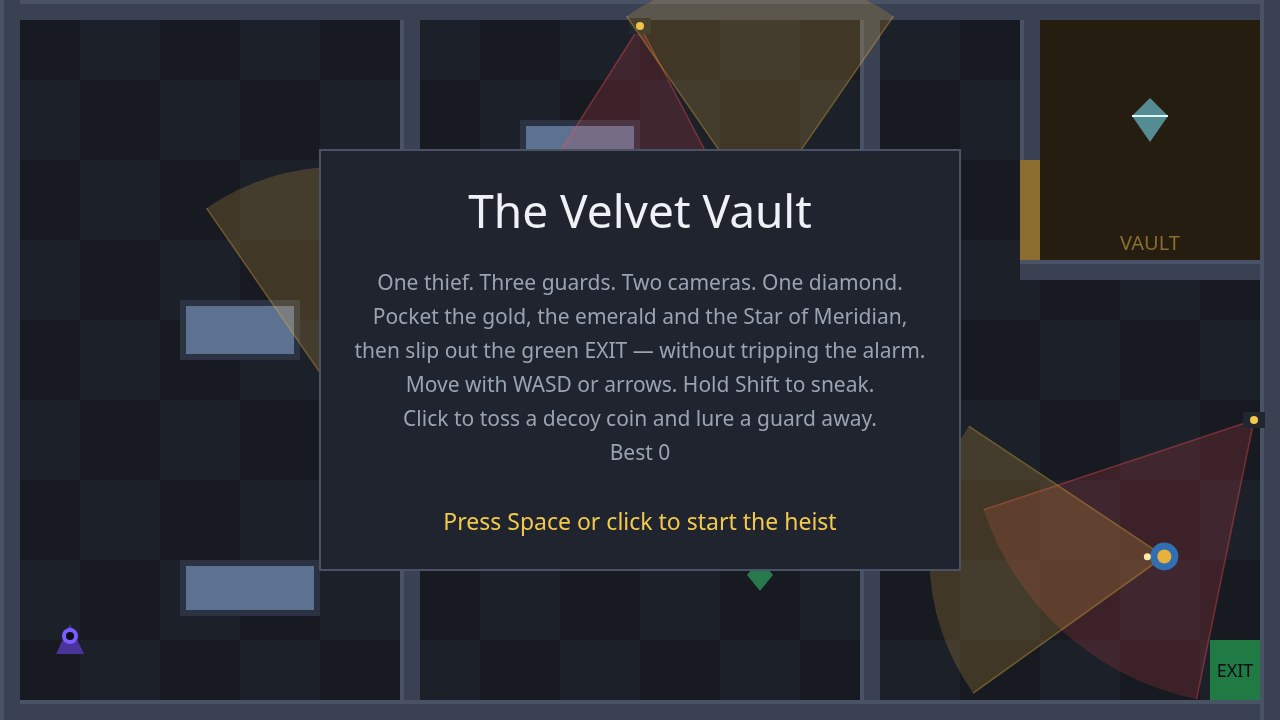 VAULT
The Velvet Vault
One thief. Three guards. Two cameras. One diamond.
Pocket the gold, the emerald and the Star of Meridian,
then slip out the green EXIT — without tripping the alarm.
Move with WASD or arrows. Hold Shift to sneak.
Click to toss a decoy coin and lure a guard away.
Best 0
Press Space or click to start the heist
EXIT